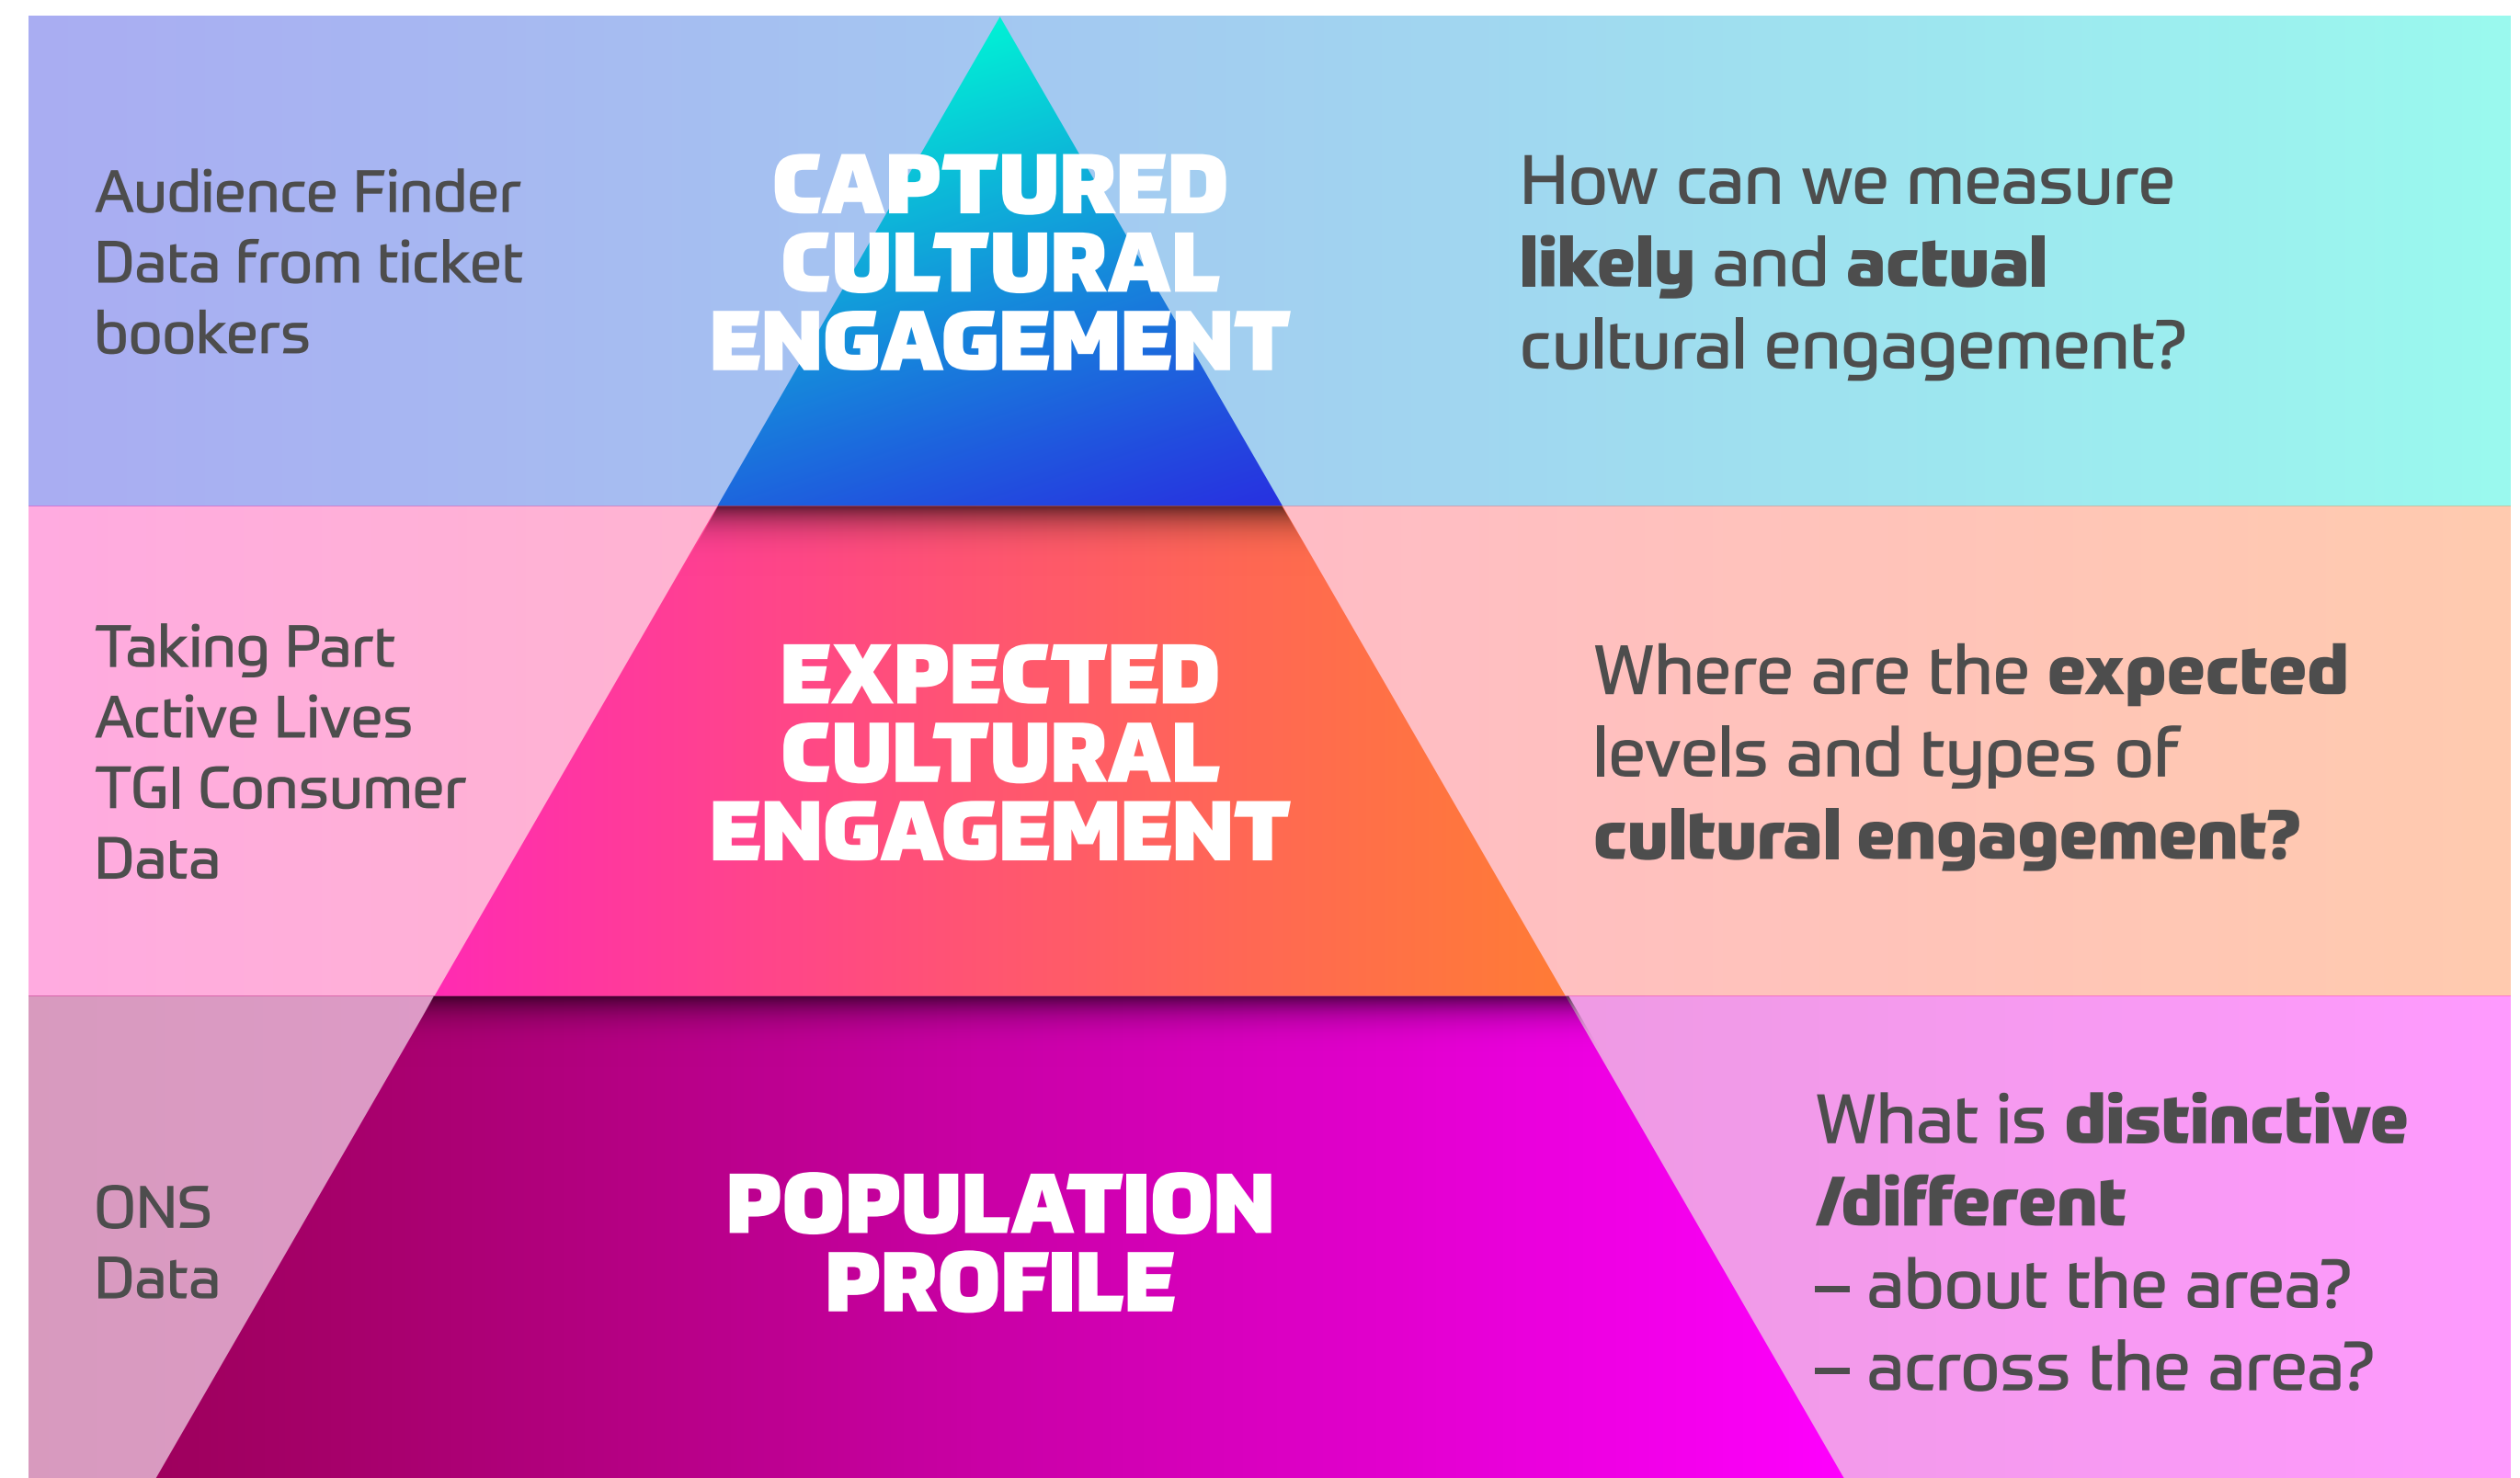 Audience Finder
Data from ticket
bookers
CAPTURED
CULTURAL
ENGAGEMENT
How can we measure
likely and actual
cultural engagement?
Taking Part
Active Lives
TGI Consumer
Data
EXPECTED
CULTURAL
ENGAGEMENT
Where are the expected
levels and types of
cultural engagement?
ONS
Data
POPULATION
PROFILE
What is distinctive
/different
– about the area?
– across the area?